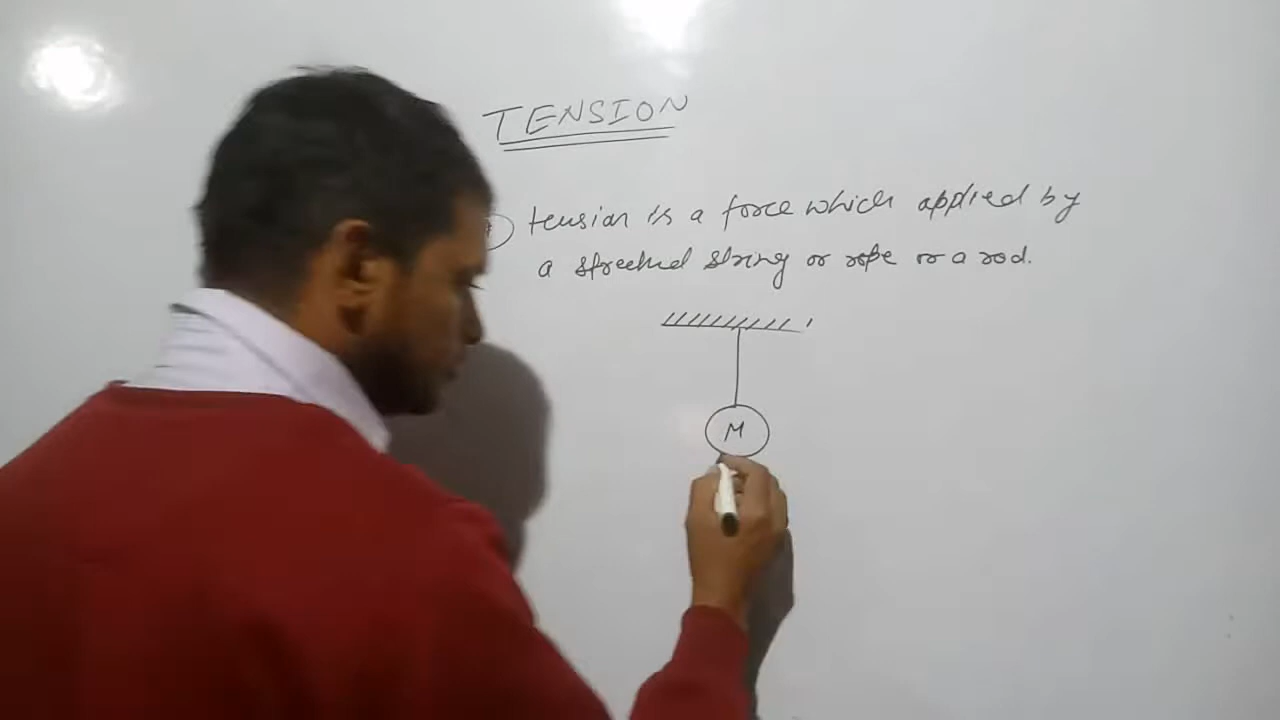 TENSION
tension is a force which applied by
a streched string or rope or a rod.
M